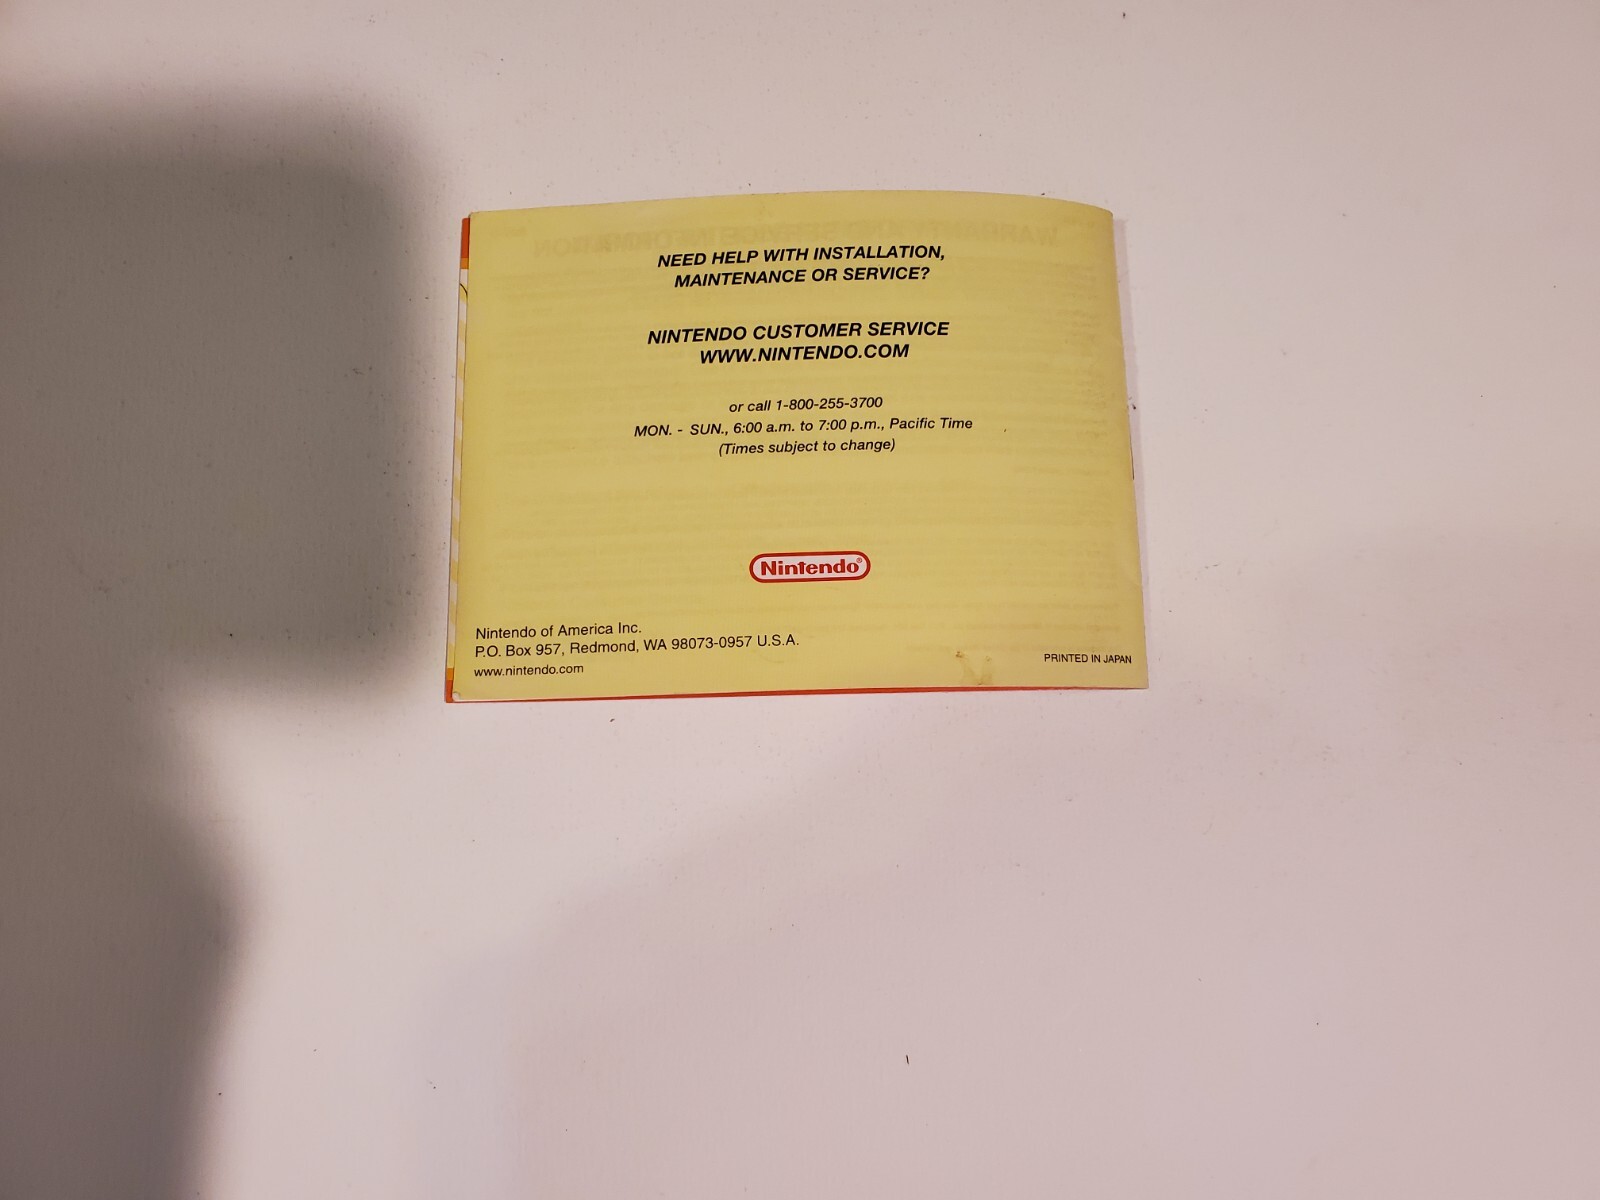 NEED HELP WITH INSTALLATION,
MAINTENANCE OR SERVICE?
NINTENDO CUSTOMER SERVICE
WWW.NINTENDO.COM
or call 1-800-255-3700
MON. - SUN., 6:00 a.m. to 7:00 p.m., Pacific Time
(Times subject to change)
Nintendo®
Nintendo of America Inc.
P.O. Box 957, Redmond, WA 98073-0957 U.S.A.
www.nintendo.com
PRINTED IN JAPAN